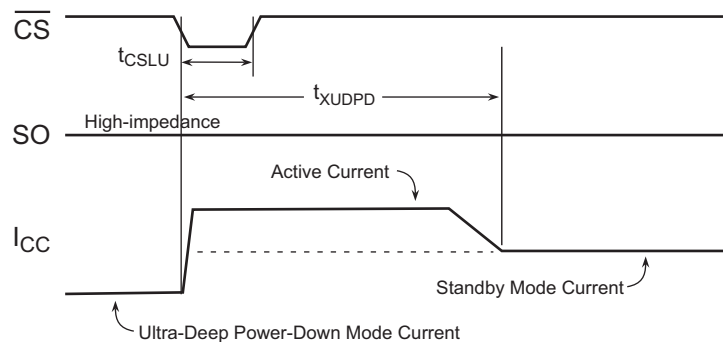 CS
tCSLU
tXUDPD
High-impedance
SO
Active Current
ICC
Standby Mode Current
Ultra-Deep Power-Down Mode Current